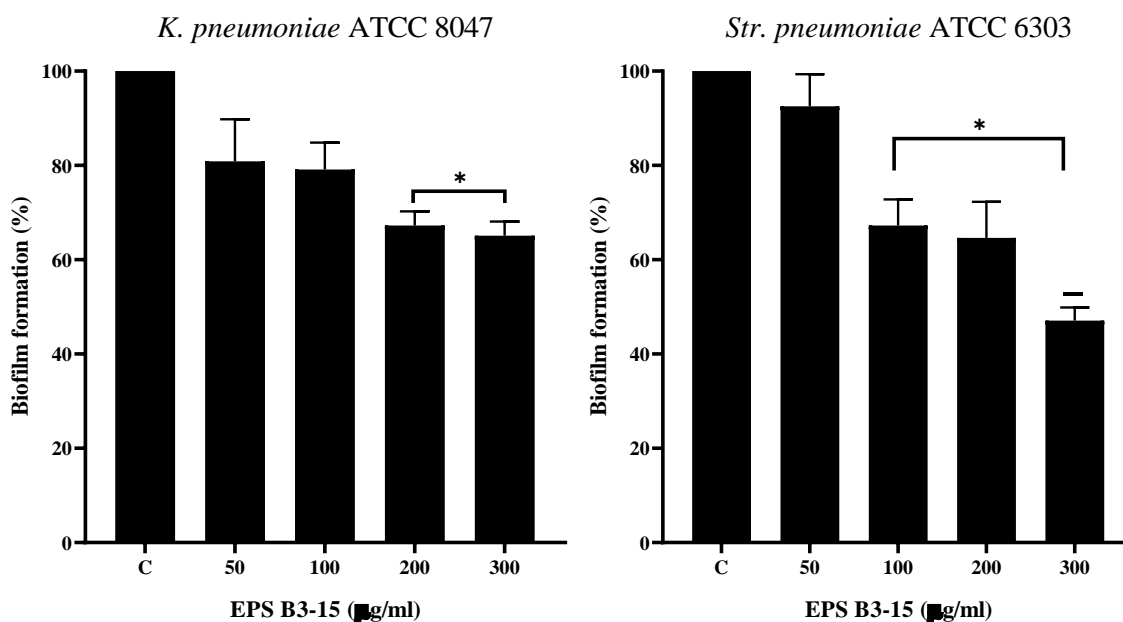 K. pneumoniae ATCC 8047
Str. pneumoniae ATCC 6303
Biofilm formation (%)
100
80
60
40
20
0
*
C 50 100 200 300
EPS B3-15 (μg/ml)
Biofilm formation (%)
100
80
60
40
20
0
*
C 50 100 200 300
EPS B3-15 (μg/ml)